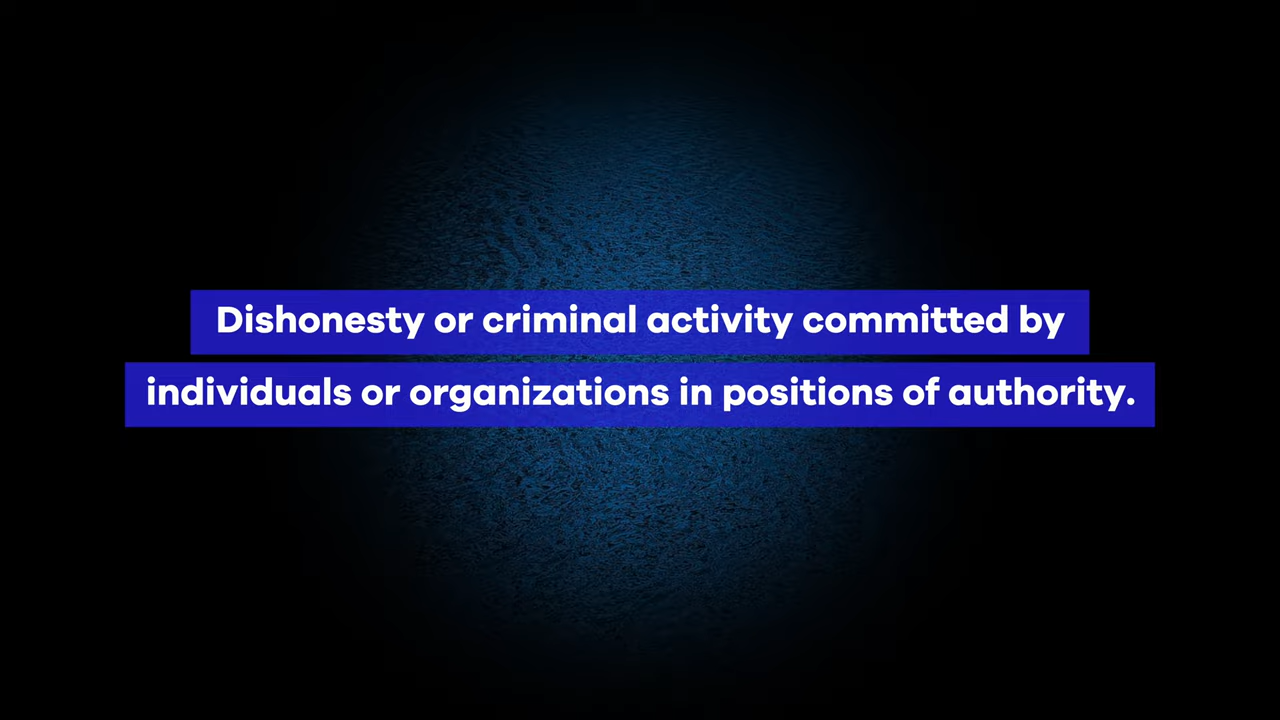 Dishonesty or criminal activity committed by
individuals or organizations in positions of authority.